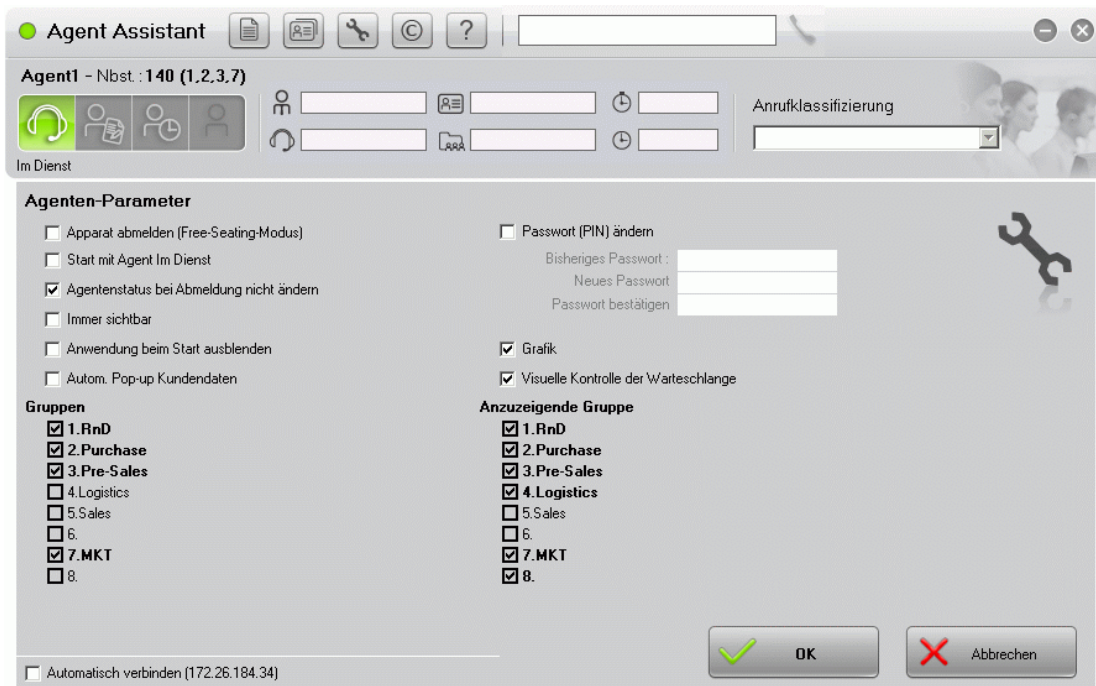 Agent Assistant
Agent1 - Nbst. : 140 (1,2,3,7)
Anrufklassifizierung
Im Dienst
Agenten-Parameter
Apparat abmelden (Free-Seating-Modus)
Start mit Agent Im Dienst
Agentenstatus bei Abmeldung nicht ändern
Immer sichtbar
Anwendung beim Start ausblenden
Autom. Pop-up Kundendaten
Passwort (PIN) ändern
Bisheriges Passwort :
Neues Passwort
Passwort bestätigen
Grafik
Visuelle Kontrolle der Warteschlange
Gruppen
1.RnD
2.Purchase
3.Pre-Sales
4.Logistics
5.Sales
6.
7.MKT
8.
Anzuzeigende Gruppe
1.RnD
2.Purchase
3.Pre-Sales
4.Logistics
5.Sales
6.
7.MKT
8.
Automatisch verbinden (172.26.184.34)
OK
Abbrechen